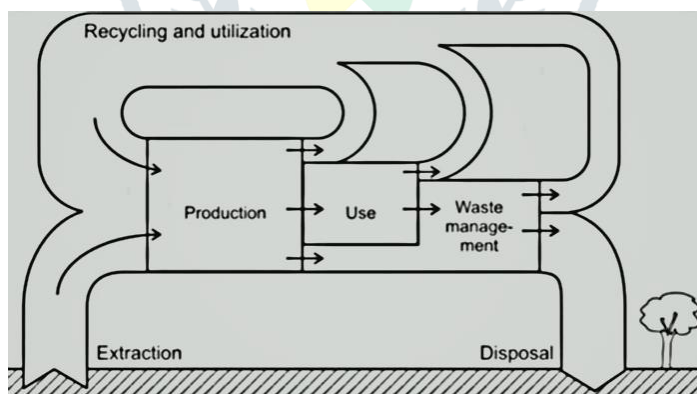 Recycling and utilization
Production
Use
Waste
manage-
ment
Extraction
Disposal